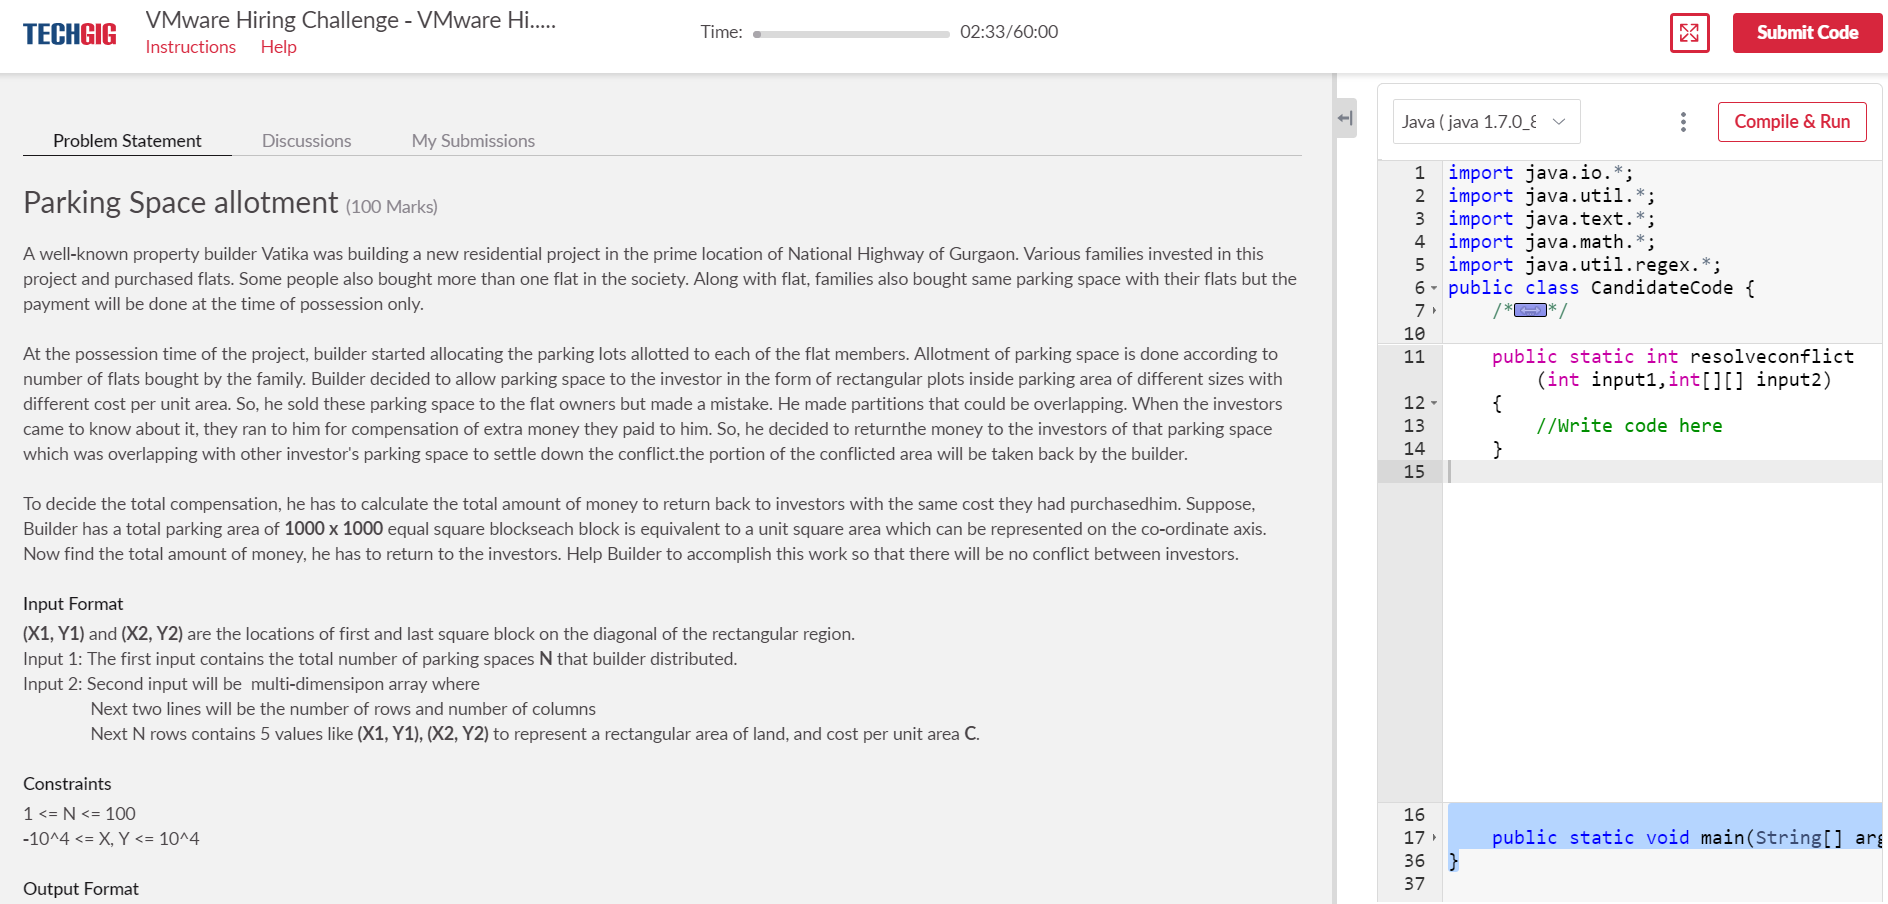 TECHGIG
VMware Hiring Challenge - VMware Hi.....
Instructions Help
Time: 02:33/60:00
Submit Code
Problem Statement Discussions My Submissions
Parking Space allotment (100 Marks)
A well-known property builder Vatika was building a new residential project in the prime location of National Highway of Gurgaon. Various families invested in this
project and purchased flats. Some people also bought more than one flat in the society. Along with flat, families also bought same parking space with their flats but the
payment will be done at the time of possession only.
At the possession time of the project, builder started allocating the parking lots allotted to each of the flat members. Allotment of parking space is done according to
number of flats bought by the family. Builder decided to allow parking space to the investor in the form of rectangular plots inside parking area of different sizes with
different cost per unit area. So, he sold these parking space to the flat owners but made a mistake. He made partitions that could be overlapping. When the investors
came to know about it, they ran to him for compensation of extra money they paid to him. So, he decided to returnthe money to the investors of that parking space
which was overlapping with other investor's parking space to settle down the conflict.the portion of the conflicted area will be taken back by the builder.
To decide the total compensation, he has to calculate the total amount of money to return back to investors with the same cost they had purchasedhim. Suppose,
Builder has a total parking area of 1000 x 1000 equal square blockseach block is equivalent to a unit square area which can be represented on the co-ordinate axis.
Now find the total amount of money, he has to return to the investors. Help Builder to accomplish this work so that there will be no conflict between investors.
Input Format
(X1, Y1) and (X2, Y2) are the locations of first and last square block on the diagonal of the rectangular region.
Input 1: The first input contains the total number of parking spaces N that builder distributed.
Input 2: Second input will be multi-dimensipon array where
Next two lines will be the number of rows and number of columns
Next N rows contains 5 values like (X1, Y1), (X2, Y2) to represent a rectangular area of land, and cost per unit area C.
Constraints
1 <= N <= 100
-10^4 <= X, Y <= 10^4
Output Format
Java ( java 1.7.0_
Compile & Run
1 import java.io.*;
2 import java.util.*;
3 import java.text.*;
4 import java.math.*;
5 import java.util.regex.*;
6 public class CandidateCode {
7 /* */
10
11 public static int resolveconflict
(int input1,int[][] input2)
12 {
13 //Write code here
14 }
15
16
17 public static void main(String[]
36 }
37